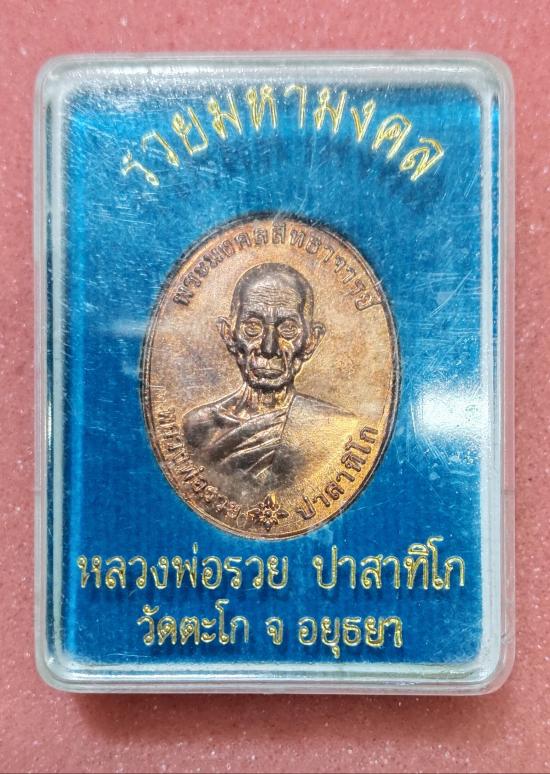 รวยมหามงคล
พระมงคลสิทธาจารย์
หลวงพ่อรวย ปาสาทิโก
หลวงพ่อรวย ปาสาทิโก
วัดตะโก จ อยุธยา